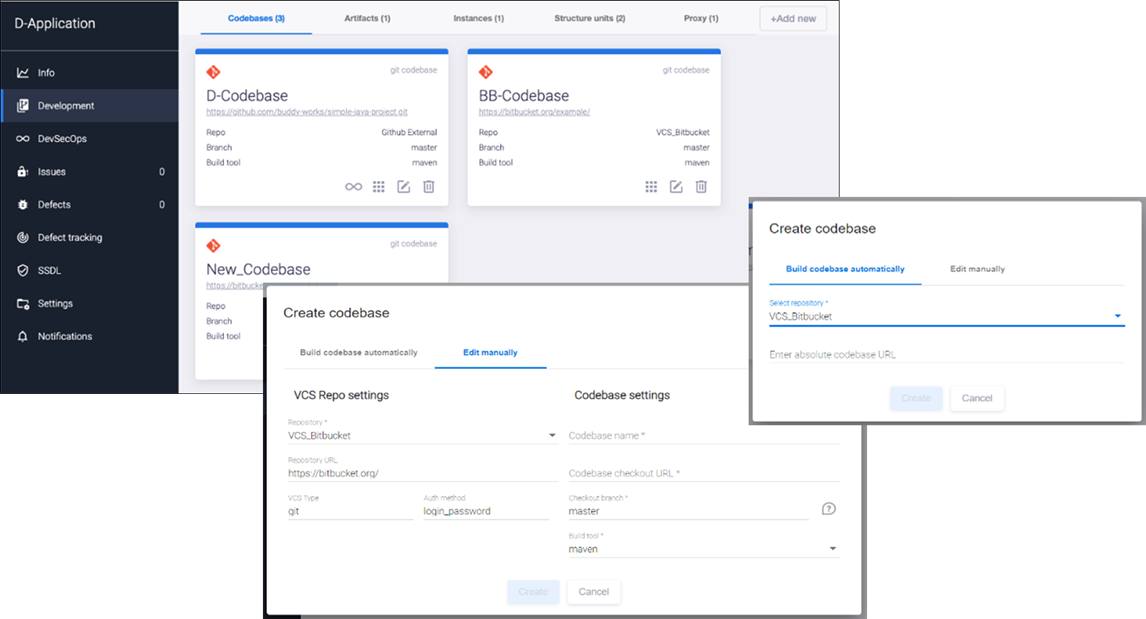 D-Application
Info
Development
DevSecOps
Issues 0
Defects 0
Defect tracking
SSDL
Settings
Notifications
Codebases (3) Artifacts (1) Instances (1) Structure units (2) Proxy (1) +Add new
git codebase
D-Codebase
https://github.com/buddy-works/simple-java-project.git
Repo Github External
Branch master
Build tool maven
git codebase
BB-Codebase
https://bitbucket.org/example/
Repo VCS_Bitbucket
Branch master
Build tool maven
git codebase
New_Codebase
https://bitbucke
Repo
Branch
Build tool
Create codebase
Build codebase automatically Edit manually
VCS Repo settings
Repository *
VCS_Bitbucket
Repository URL
https://bitbucket.org/
VCS Type Auth method
git login_password
Codebase settings
Codebase name *
Codebase checkout URL *
Checkout branch *
master
Build tool *
maven
Create Cancel
Create codebase
Build codebase automatically Edit manually
Select repository *
VCS_Bitbucket
Enter absolute codebase URL
Create Cancel